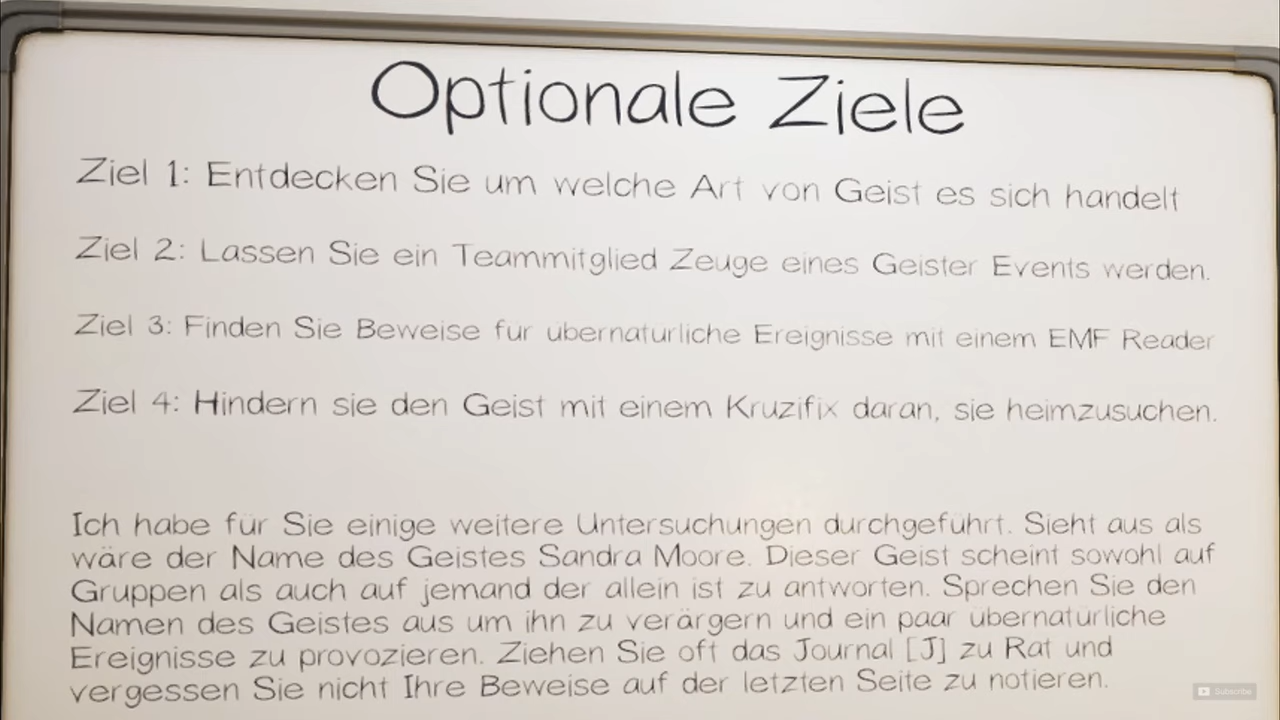 Optionale Ziele
Ziel 1: Entdecken Sie um welche Art von Geist es sich handelt
Ziel 2: Lassen Sie ein Teammitglied Zeuge eines Geister Events werden.
Ziel 3: Finden Sie Beweise für übernatürliche Ereignisse mit einem EMF Reader
Ziel 4: Hindern sie den Geist mit einem Kruzifix daran, sie heimzusuchen.
Ich habe für Sie einige weitere Untersuchungen durchgeführt. Sieht aus als
wäre der Name des Geistes Sandra Moore. Dieser Geist scheint sowohl auf
Gruppen als auch auf jemand der allein ist zu antworten. Sprechen Sie den
Namen des Geistes aus um ihn zu verärgern und ein paar übernatürliche
Ereignisse zu provozieren. Ziehen Sie oft das Journal [J] zu Rat und
vergessen Sie nicht Ihre Beweise auf der letzten Seite zu notieren.
Subscribe